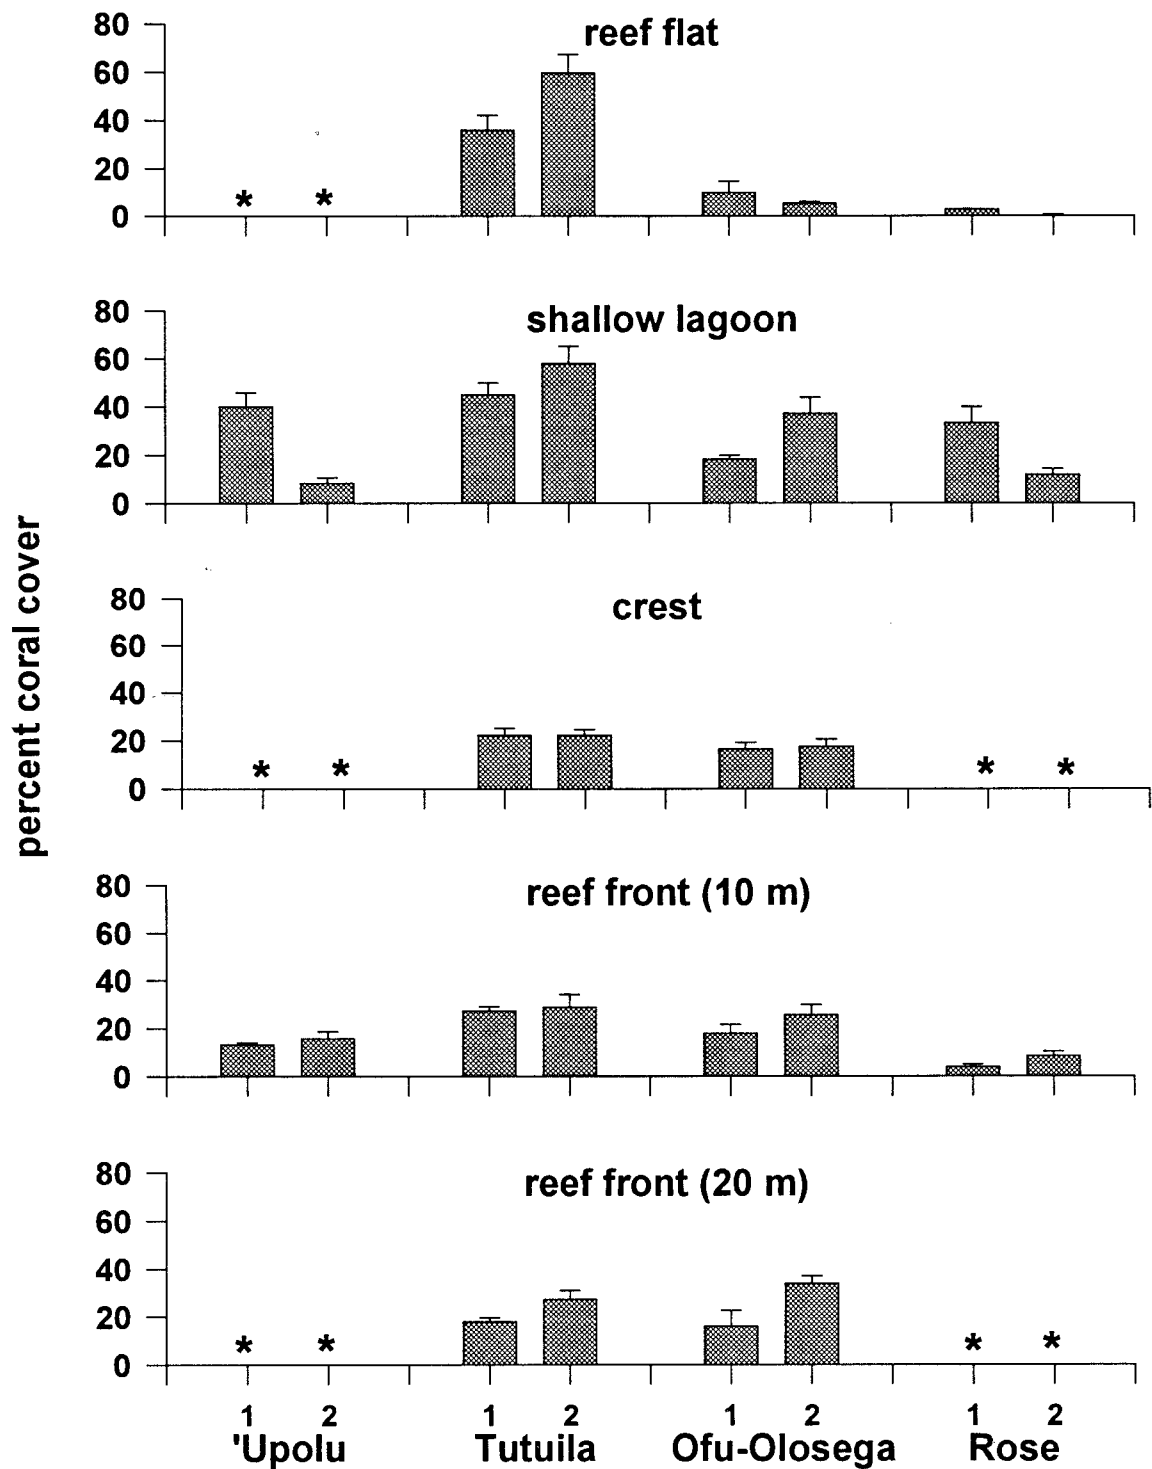 percent coral cover
reef flat
80
60
40
20
0
* *
shallow lagoon
80
60
40
20
0
crest
80
60
40
20
0
* * * *
reef front (10 m)
80
60
40
20
0
reef front (20 m)
80
60
40
20
0
* * * *
1 2 1 2 1 2 1 2
'Upolu Tutuila Ofu-Olosega Rose